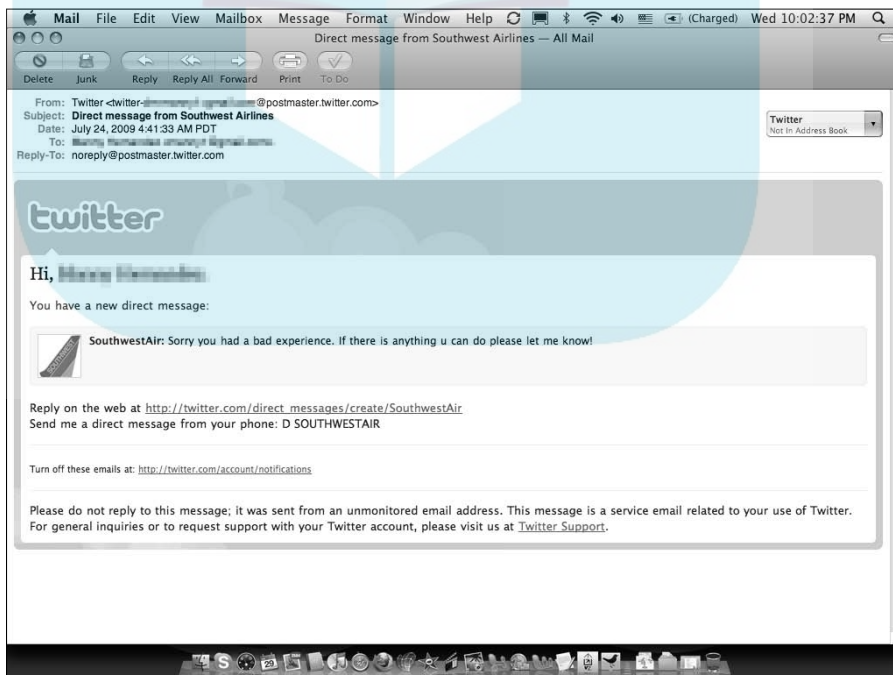 Mail File Edit View Mailbox Message Format Window Help (Charged) Wed 10:02:37 PM
Direct message from Southwest Airlines — All Mail
Delete Junk Reply Reply All Forward Print To Do
From: Twitter <twitter- @postmaster.twitter.com>
Subject: Direct message from Southwest Airlines
Date: July 24, 2009 4:41:33 AM PDT
To:
Reply-To: noreply@postmaster.twitter.com
Twitter
Not In Address Book
twitter
Hi,
You have a new direct message:
SouthwestAir: Sorry you had a bad experience. If there is anything u can do please let me know!
Reply on the web at http://twitter.com/direct_messages/create/SouthwestAir
Send me a direct message from your phone: D SOUTHWESTAIR
Turn off these emails at: http://twitter.com/account/notifications
Please do not reply to this message; it was sent from an unmonitored email address. This message is a service email related to your use of Twitter.
For general inquiries or to request support with your Twitter account, please visit us at Twitter Support.